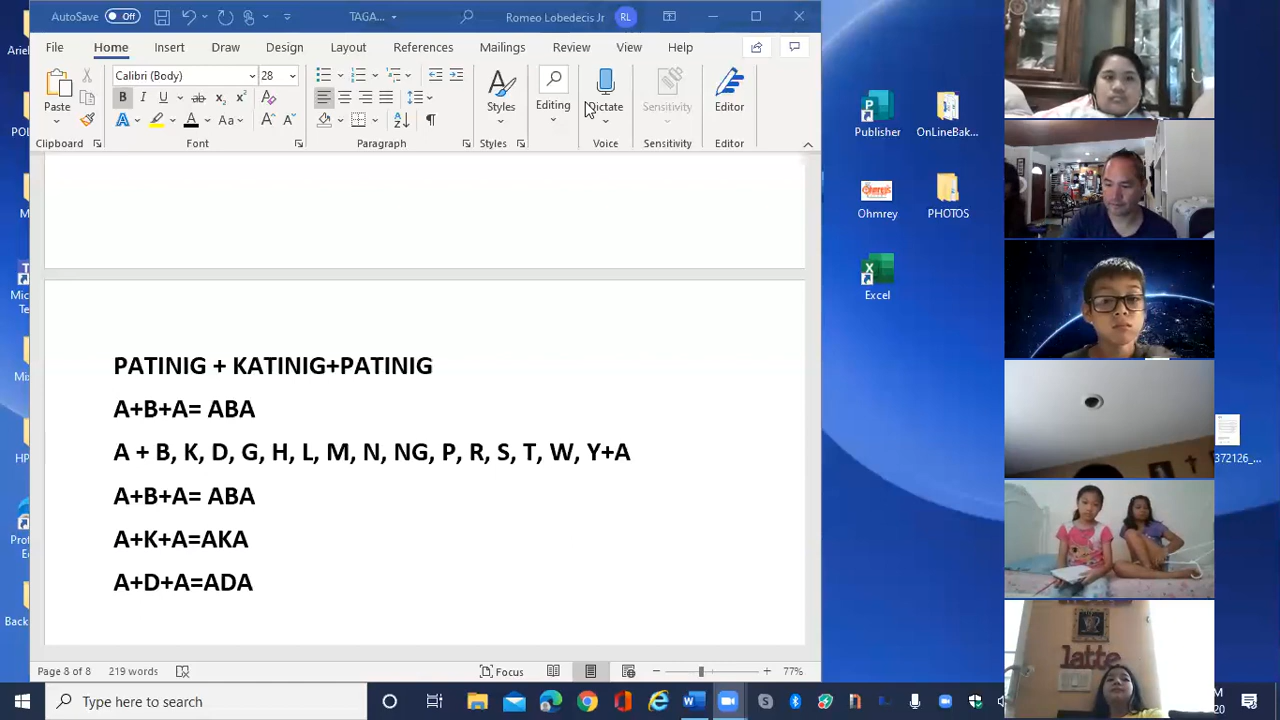 AutoSave Off TAGA... Romeo Lobedecis Jr RL
File Home Insert Draw Design Layout References Mailings Review View Help
Calibri (Body) 28
Paste Styles Editing Dictate Sensitivity Editor
Clipboard Font Paragraph Styles Voice Sensitivity Editor
PATINIG + KATINIG+PATINIG
A+B+A= ABA
A + B, K, D, G, H, L, M, N, NG, P, R, S, T, W, Y+A
A+B+A= ABA
A+K+A=AKA
A+D+A=ADA
Page 8 of 8 219 words Focus 77%
Type here to search
Publisher OnLineBak...
Ohmrey PHOTOS
Excel
372126_...
latte